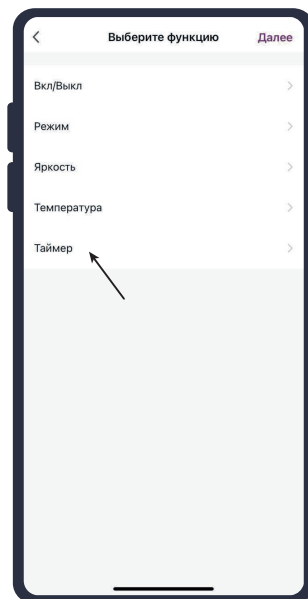 Выберите функцию Далее
Вкл/Выкл
Режим
Яркость
Температура
Таймер